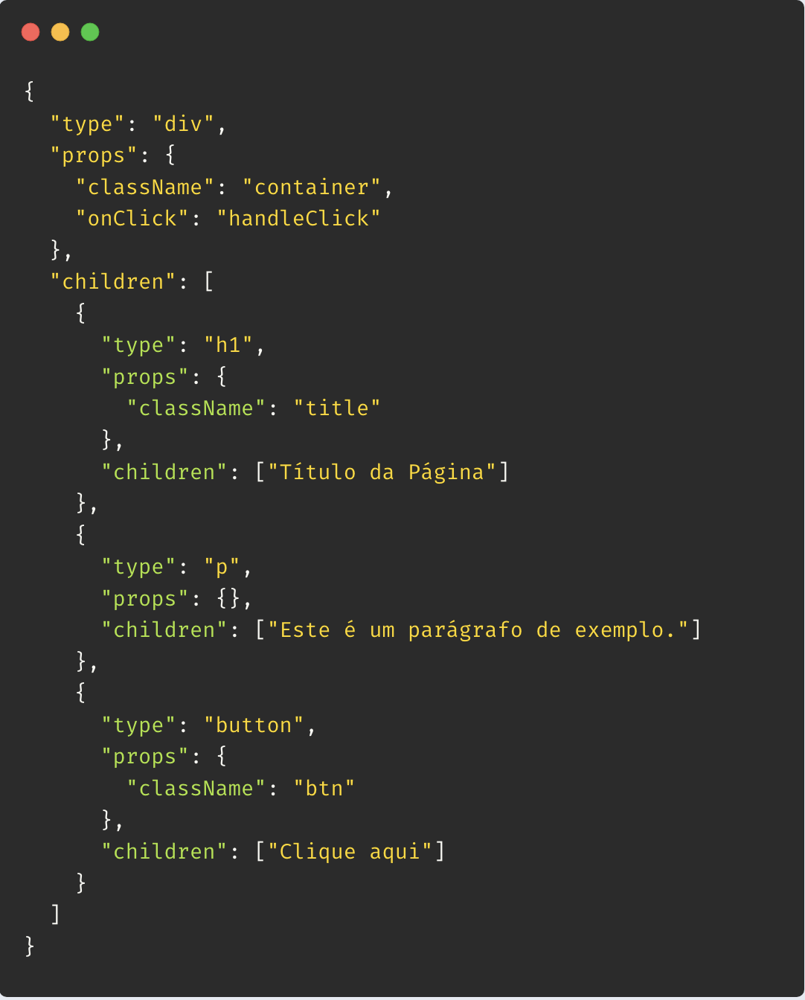 {
  "type": "div",
  "props": {
    "className": "container",
    "onClick": "handleClick"
  },
  "children": [
    {
      "type": "h1",
      "props": {
        "className": "title"
      },
      "children": ["Título da Página"]
    },
    {
      "type": "p",
      "props": {},
      "children": ["Este é um parágrafo de exemplo."]
    },
    {
      "type": "button",
      "props": {
        "className": "btn"
      },
      "children": ["Clique aqui"]
    }
  ]
}